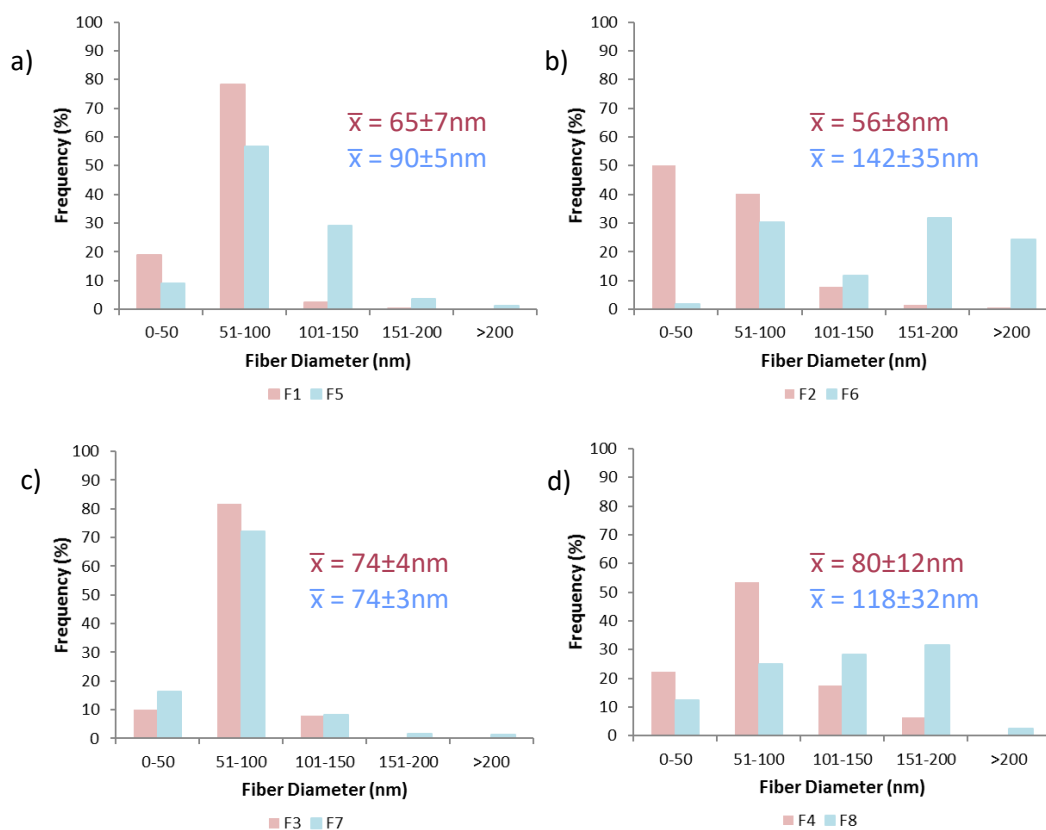 a)
Frequency (%)
100
90
80
70
60
50
40
30
20
10
0
x̅ = 65±7nm
x̅ = 90±5nm
0-50 51-100 101-150 151-200 >200
Fiber Diameter (nm)
F1 F5
b)
Frequency (%)
100
90
80
70
60
50
40
30
20
10
0
x̅ = 56±8nm
x̅ = 142±35nm
0-50 51-100 101-150 151-200 >200
Fiber Diameter (nm)
F2 F6
c)
Frequency (%)
100
90
80
70
60
50
40
30
20
10
0
x̅ = 74±4nm
x̅ = 74±3nm
0-50 51-100 101-150 151-200 >200
Fiber Diameter (nm)
F3 F7
d)
Frequency (%)
100
90
80
70
60
50
40
30
20
10
0
x̅ = 80±12nm
x̅ = 118±32nm
0-50 51-100 101-150 151-200 >200
Fiber Diameter (nm)
F4 F8